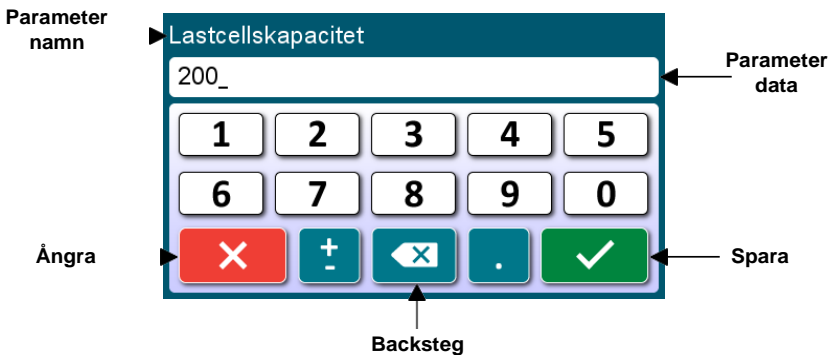 Parameter
namn
Lastcellskapacitet
200_
Parameter
data
1 2 3 4 5
6 7 8 9 0
Ångra
+
-
.
Spara
Backsteg